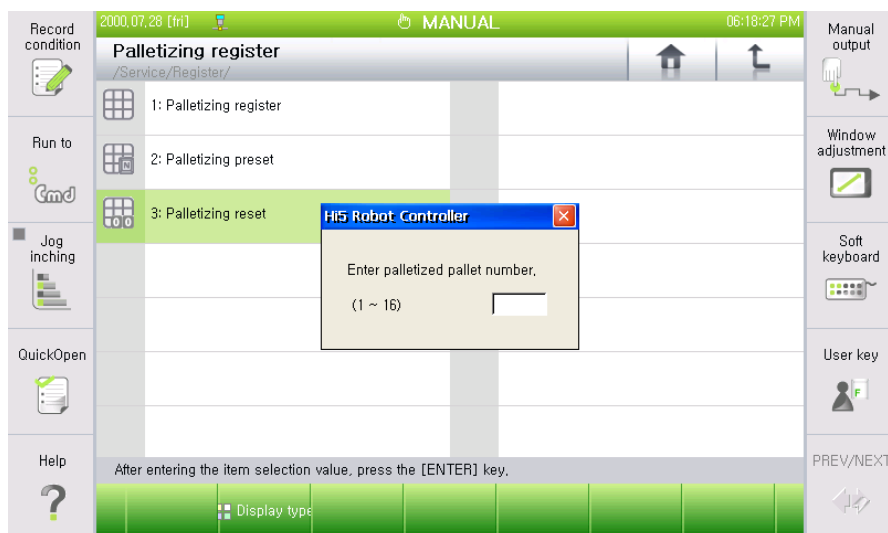 Record
condition
Run to
Cmd
Jog
inching
QuickOpen
Help
2000,07,28 [fri]
MANUAL
06:18:27 PM
Palletizing register
/Service/Register/
1: Palletizing register
2: Palletizing preset
N
3: Palletizing reset
00
Hi5 Robot Controller
Enter palletized pallet number,
(1 ~ 16)
After entering the item selection value, press the [ENTER] key,
Display type
Manual
output
Window
adjustment
Soft
keyboard
User key
F
PREV/NEXT